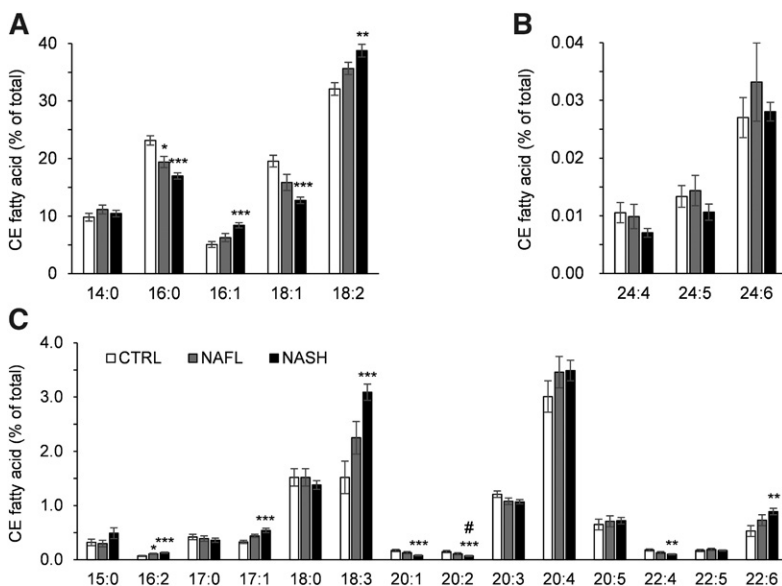 A
CE fatty acid (% of total)
40
30
20
10
0
* *** *** *** **
14:0 16:0 16:1 18:1 18:2
B
CE fatty acid (% of total)
0.04
0.03
0.02
0.01
0.00
24:4 24:5 24:6
C
CE fatty acid (% of total)
4.0
3.0
2.0
1.0
0.0
CTRL NAFL NASH
* *** *** *** *** # *** ** **
15:0 16:2 17:0 17:1 18:0 18:3 20:1 20:2 20:3 20:4 20:5 22:4 22:5 22:6